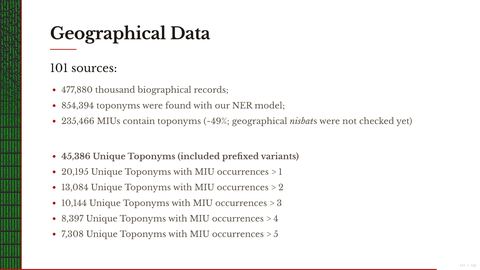 Geographical Data
101 sources:
• 477,880 thousand biographical records;
• 854,394 toponyms were found with our NER model;
• 235,466 MIUs contain toponyms (~49%; geographical nisbats were not checked yet)
• 45,386 Unique Toponyms (included prefixed variants)
• 20,195 Unique Toponyms with MIU occurrences > 1
• 13,084 Unique Toponyms with MIU occurrences > 2
• 10,144 Unique Toponyms with MIU occurrences > 3
• 8,397 Unique Toponyms with MIU occurrences > 4
• 7,308 Unique Toponyms with MIU occurrences > 5